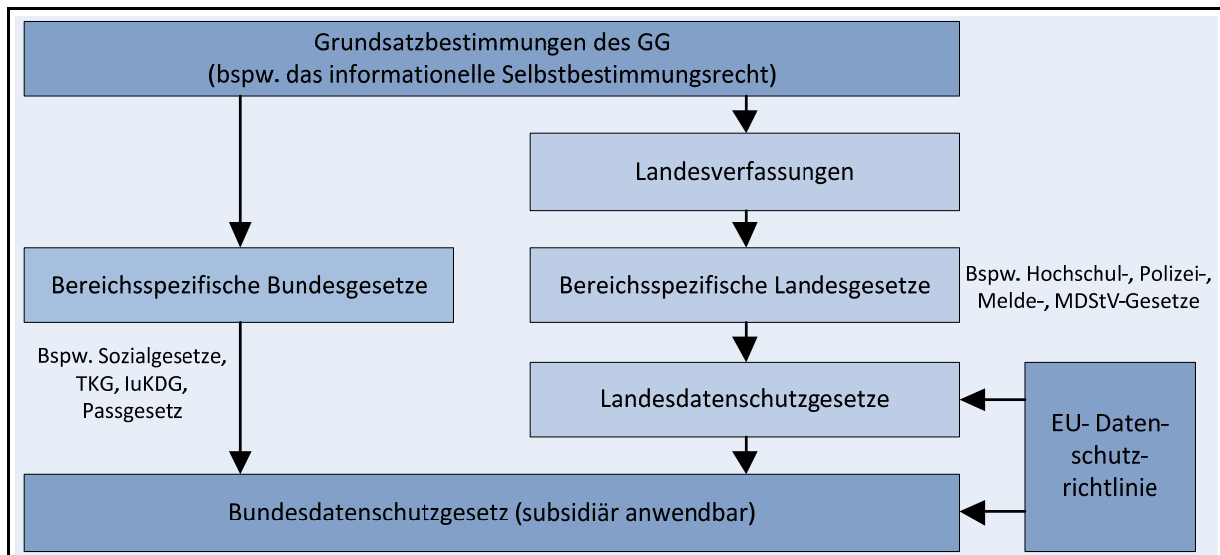 Grundsatzbestimmungen des GG
(bspw. das informationelle Selbstbestimmungsrecht)
Landesverfassungen
Bereichsspezifische Bundesgesetze
Bereichsspezifische Landesgesetze
Bspw. Hochschul-, Polizei-,
Melde-, MDStV-Gesetze
Bspw. Sozialgesetze,
TKG, IuKDG,
Passgesetz
Landesdatenschutzgesetze
EU- Daten-
schutz-
richtlinie
Bundesdatenschutzgesetz (subsidiär anwendbar)